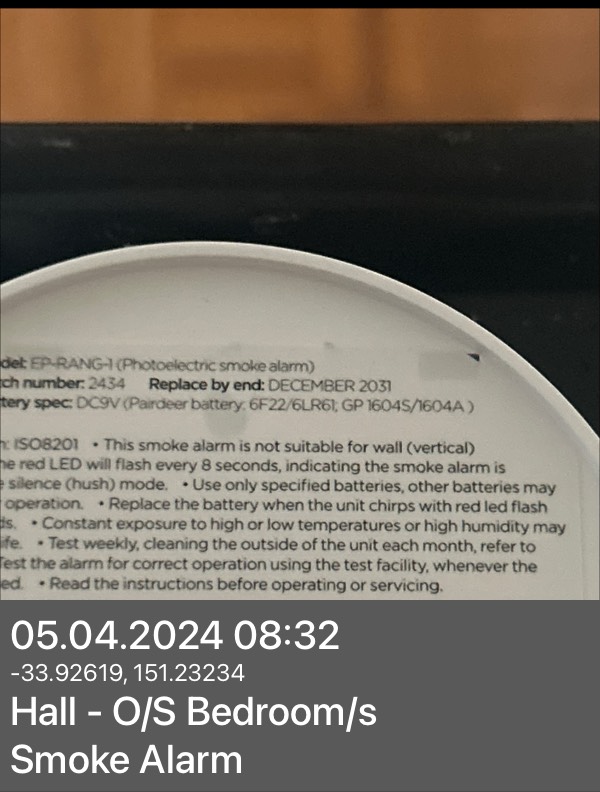 del: EP-RANG-1 (Photoelectric smoke alarm)
ch number: 2434 Replace by end: DECEMBER 2031
tery spec: DC9V (Pairdeer battery: 6F22/6LR61; GP 1604S/1604A )
n: ISO8201 • This smoke alarm is not suitable for wall (vertical)
he red LED will flash every 8 seconds, indicating the smoke alarm is
e silence (hush) mode. • Use only specified batteries, other batteries may
operation. • Replace the battery when the unit chirps with red led flash
ds. • Constant exposure to high or low temperatures or high humidity may
ife. • Test weekly, cleaning the outside of the unit each month, refer to
Test the alarm for correct operation using the test facility, whenever the
ed. • Read the instructions before operating or servicing.
05.04.2024 08:32
-33.92619, 151.23234
Hall - O/S Bedroom/s
Smoke Alarm